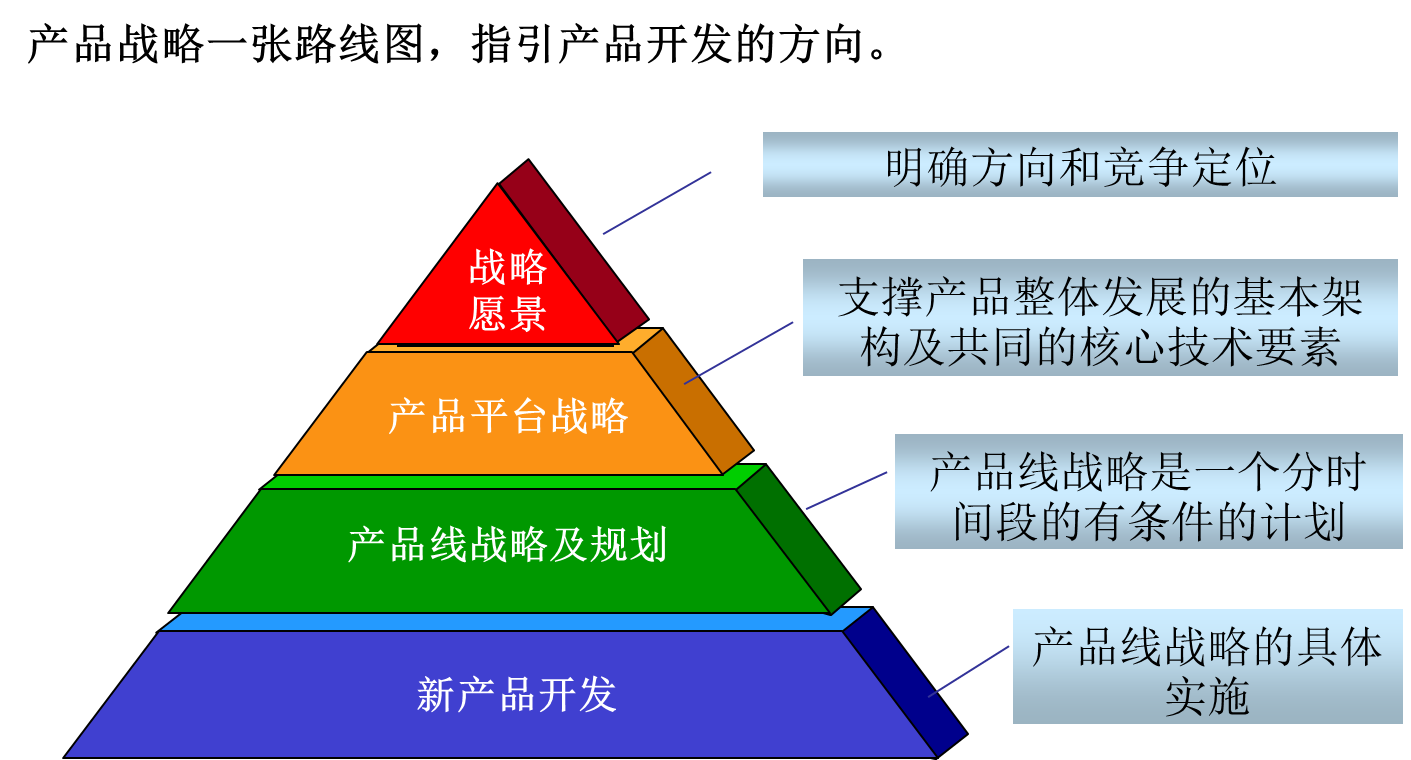 产品战略一张路线图，指引产品开发的方向。
明确方向和竞争定位
战略
愿景
支撑产品整体发展的基本架
构及共同的核心技术要素
产品平台战略
产品线战略是一个分时
间段的有条件的计划
产品线战略及规划
产品线战略的具体
实施
新产品开发